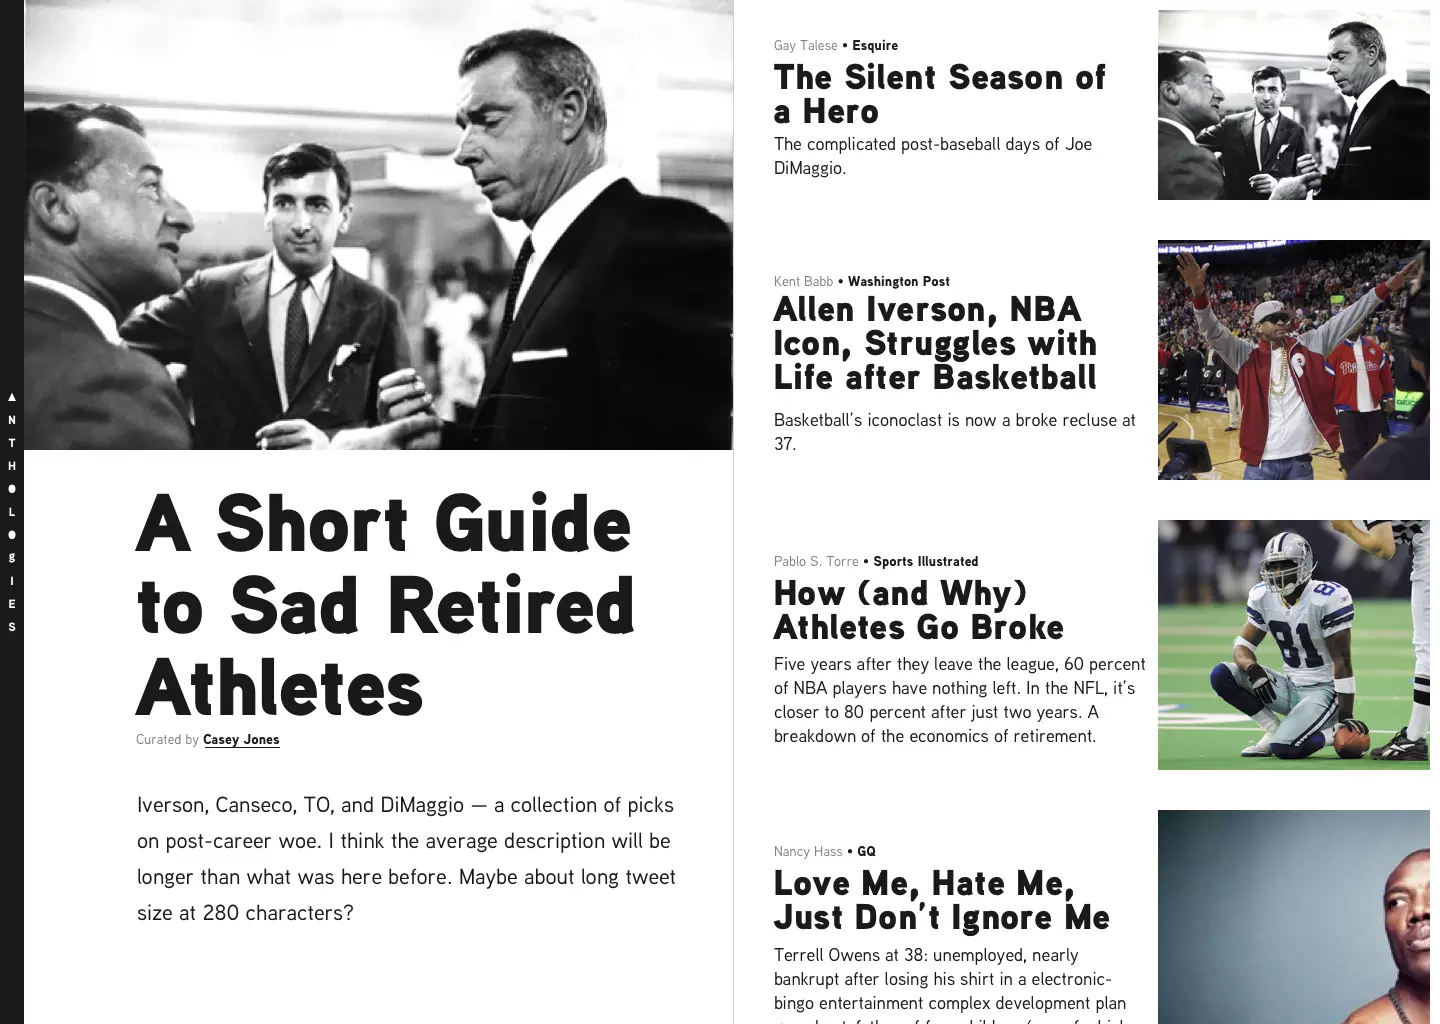 ANTHOLOgIES
A Short Guide
to Sad Retired
Athletes
Curated by Casey Jones
Iverson, Canseco, TO, and DiMaggio — a collection of picks
on post-career woe. I think the average description will be
longer than what was here before. Maybe about long tweet
size at 280 characters?
Gay Talese • Esquire
The Silent Season of
a Hero
The complicated post-baseball days of Joe
DiMaggio.
Kent Babb • Washington Post
Allen Iverson, NBA
Icon, Struggles with
Life after Basketball
Basketball's iconoclast is now a broke recluse at
37.
Pablo S. Torre • Sports Illustrated
How (and Why)
Athletes Go Broke
Five years after they leave the league, 60 percent
of NBA players have nothing left. In the NFL, it's
closer to 80 percent after just two years. A
breakdown of the economics of retirement.
81
Nancy Hass • GQ
Love Me, Hate Me,
Just Don't Ignore Me
Terrell Owens at 38: unemployed, nearly
bankrupt after losing his shirt in a electronic-
bingo entertainment complex development plan